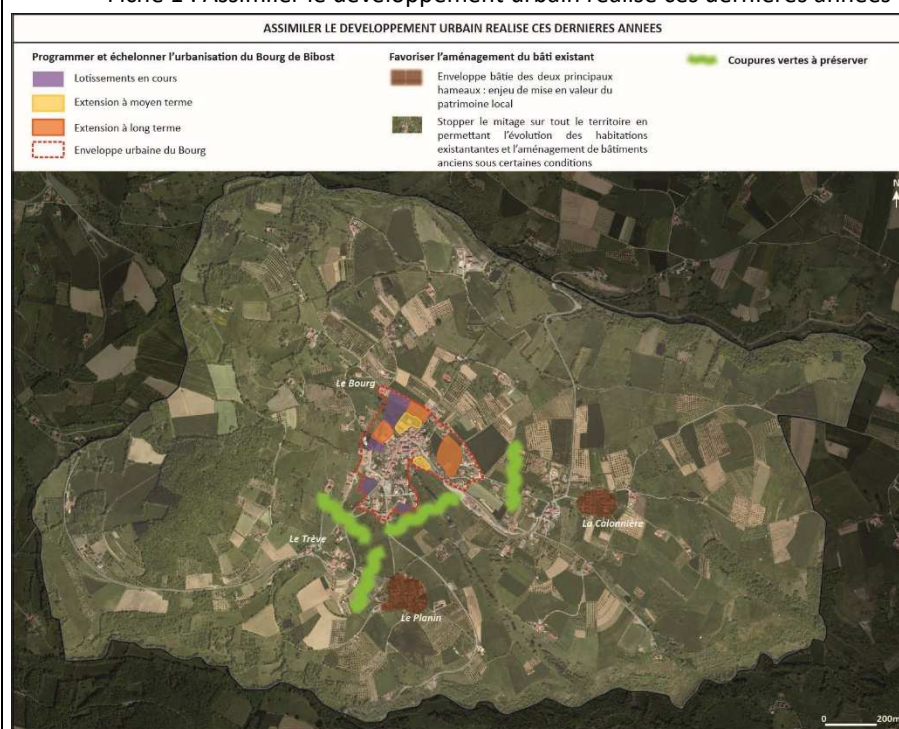 Fiche 1 : Assimiler le développement urbain réalisé ces dernières années
ASSIMILER LE DEVELOPPEMENT URBAIN REALISE CES DERNIERES ANNEES
Programmer et échelonner l'urbanisation du Bourg de Bibost
Lotissements en cours
Extension à moyen terme
Extension à long terme
Enveloppe urbaine du Bourg
Favoriser l'aménagement du bâti existant
Enveloppe bâtie des deux principaux
hameaux : enjeu de mise en valeur du
patrimoine local
Stopper le mitage sur tout le territoire en
permettant l'évolution des habitations
existantantes et l'aménagement de bâtiments
anciens sous certaines conditions
Coupures vertes à préserver
N
Le Bourg
La Calonnière
Le Trève
Le Planin
0 200m